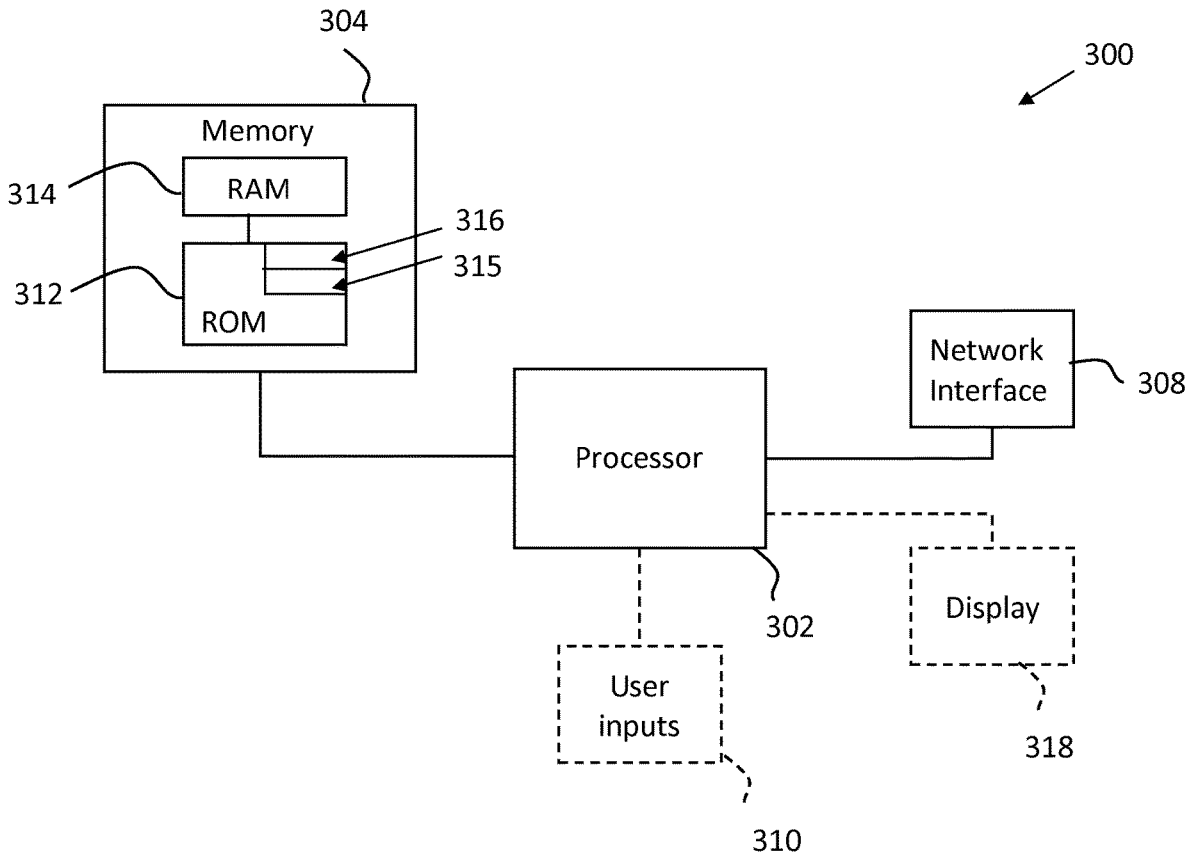 304
300
Memory
RAM
314
316
315
312
ROM
Network
Interface
308
Processor
302
Display
User
inputs
318
310